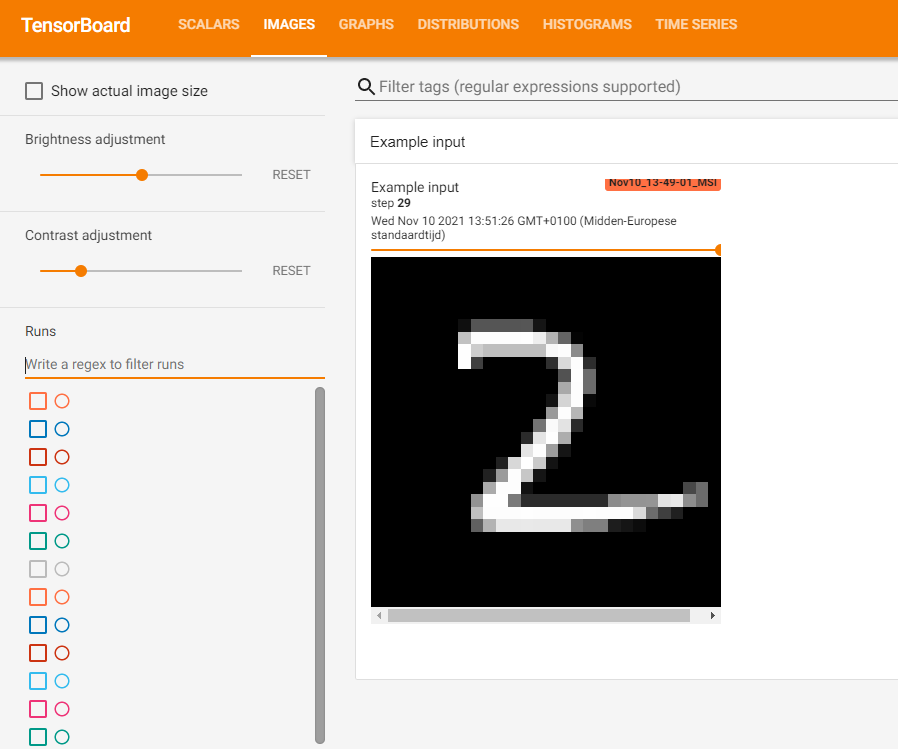 TensorBoard SCALARS IMAGES GRAPHS DISTRIBUTIONS HISTOGRAMS TIME SERIES
Show actual image size
Brightness adjustment
RESET
Contrast adjustment
RESET
Runs
Write a regex to filter runs
Filter tags (regular expressions supported)
Example input
Example input
Nov10_13-49-01_MSI
step 29
Wed Nov 10 2021 13:51:26 GMT+0100 (Midden-Europese
standaardtijd)
2